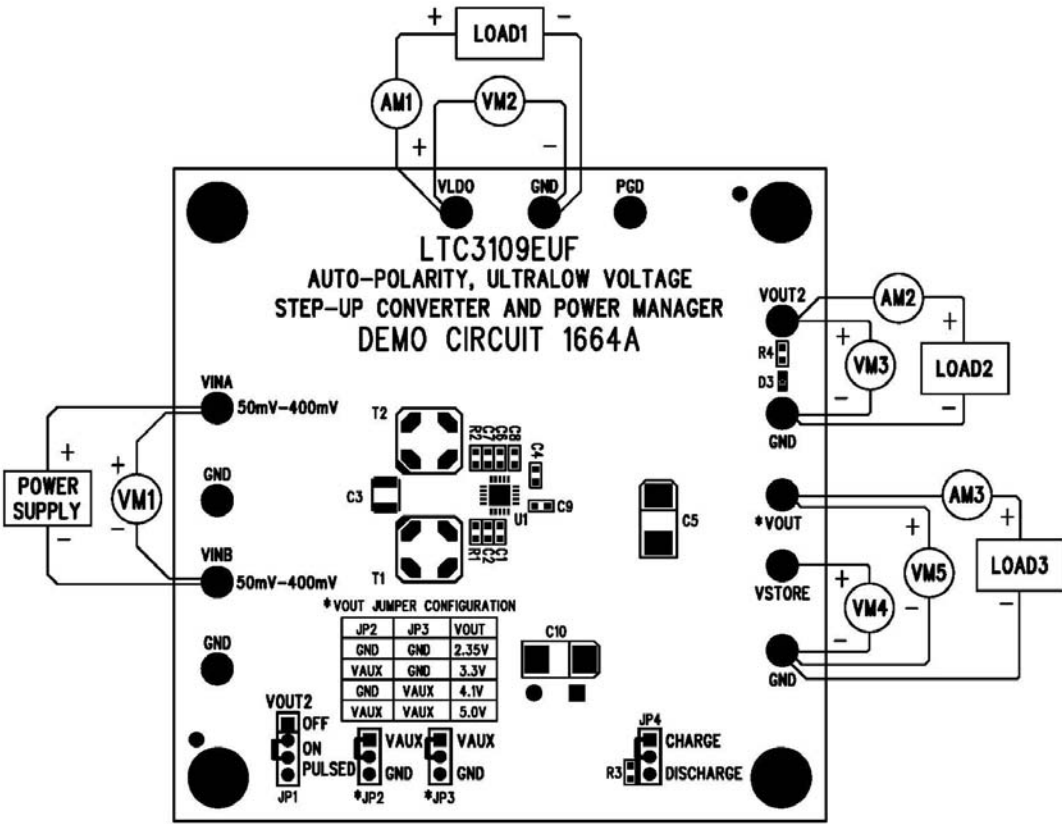 + LOAD1 -
AM1
VM2
+ -
VLDO GND PGD
LTC3109EUF
AUTO-POLARITY, ULTRALOW VOLTAGE
STEP-UP CONVERTER AND POWER MANAGER
DEMO CIRCUIT 1664A
VOUT2
AM2
+
+
R4
VM3
LOAD2
D3
-
-
GND
VINA
50mV-400mV
+
+
POWER
SUPPLY
VM1
-
-
GND
VINB
50mV-400mV
GND
T2
R2 C7 C6 C8
C4
C3
U1
C9
R1 C2 C1
T1
C5
AM3
*VOUT
+
+
LOAD3
VM5
VSTORE
+
VM4
-
-
-
GND
*VOUT JUMPER CONFIGURATION
JP2 JP3 VOUT
GND GND 2.35V
VAUX GND 3.3V
GND VAUX 4.1V
VAUX VAUX 5.0V
C10
VOUT2
OFF
ON
PULSED
JP1
VAUX
GND
*JP2
VAUX
GND
*JP3
JP4
CHARGE
R3
DISCHARGE